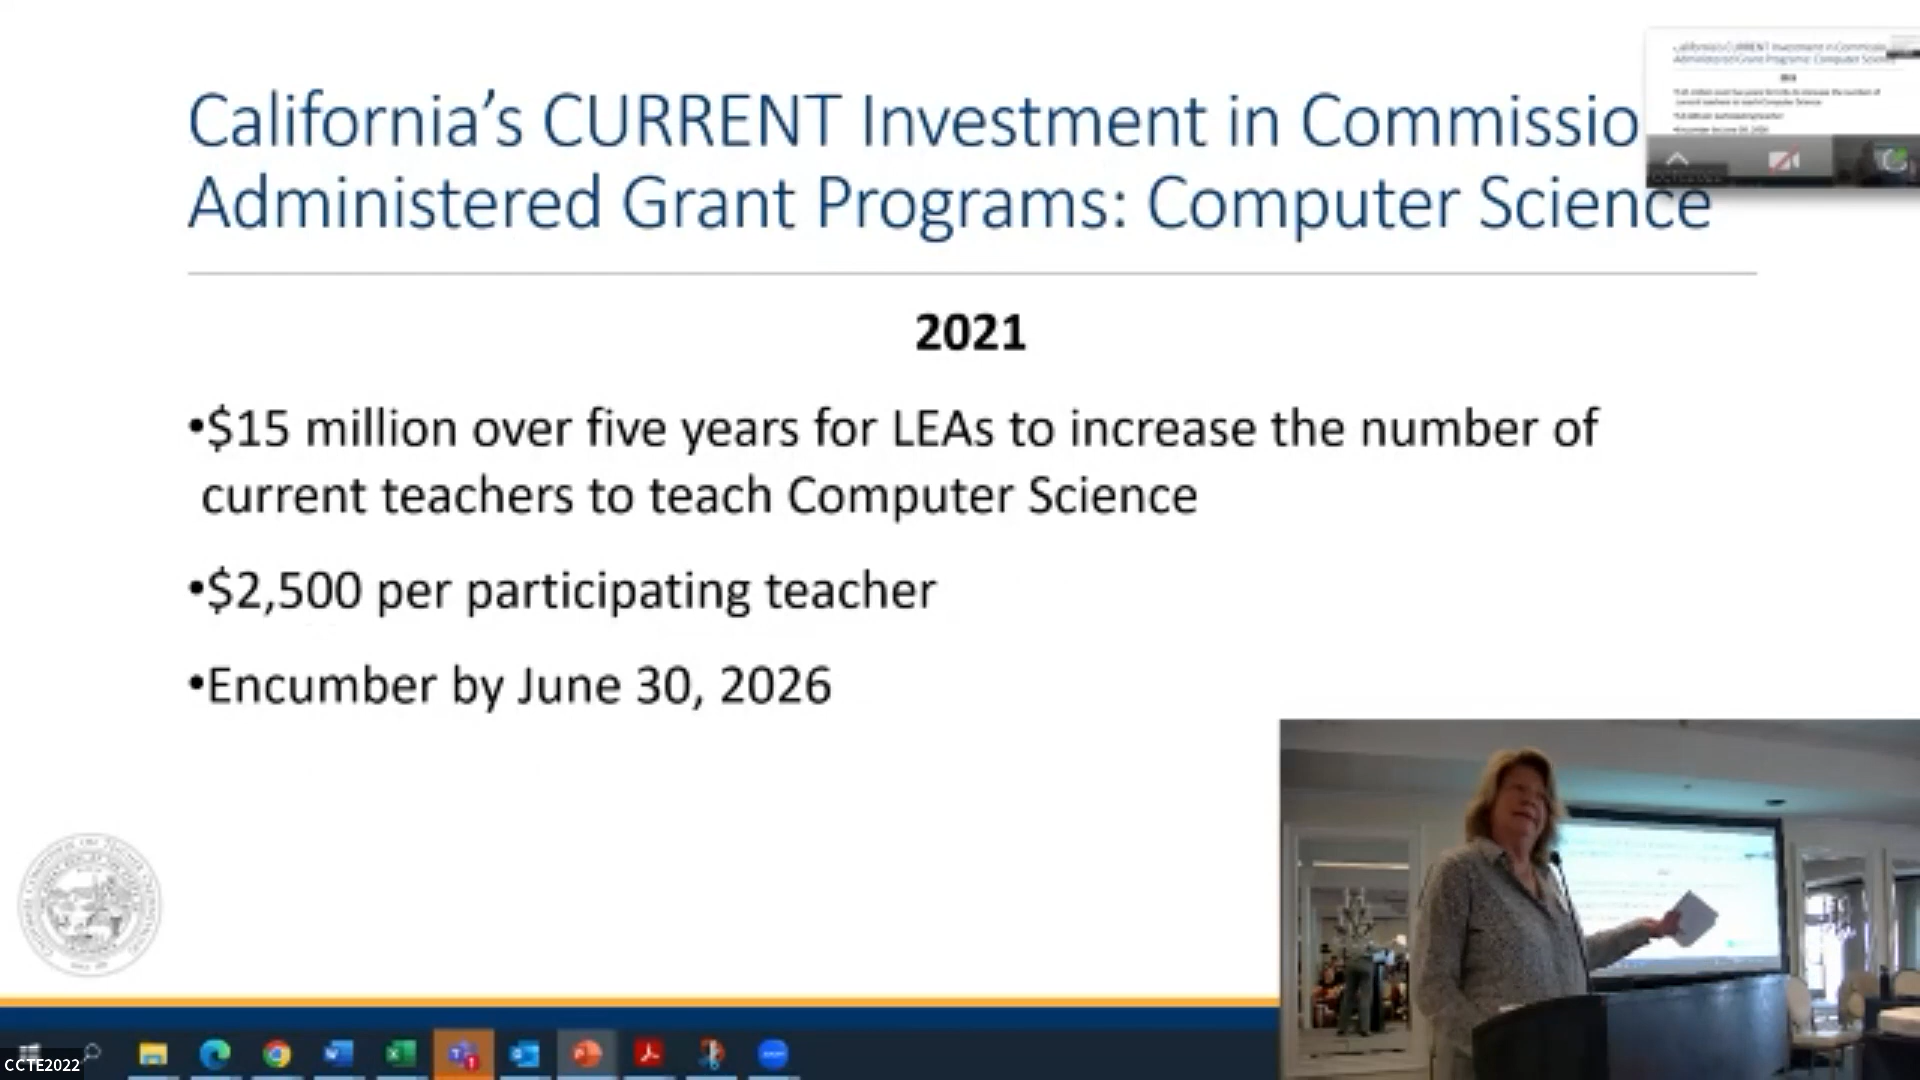 California's CURRENT Investment in Commissio
Administered Grant Programs: Computer Science
2021
•$15 million over five years for LEAs to increase the number of
current teachers to teach Computer Science
•$2,500 per participating teacher
•Encumber by June 30, 2026
CCTE2022